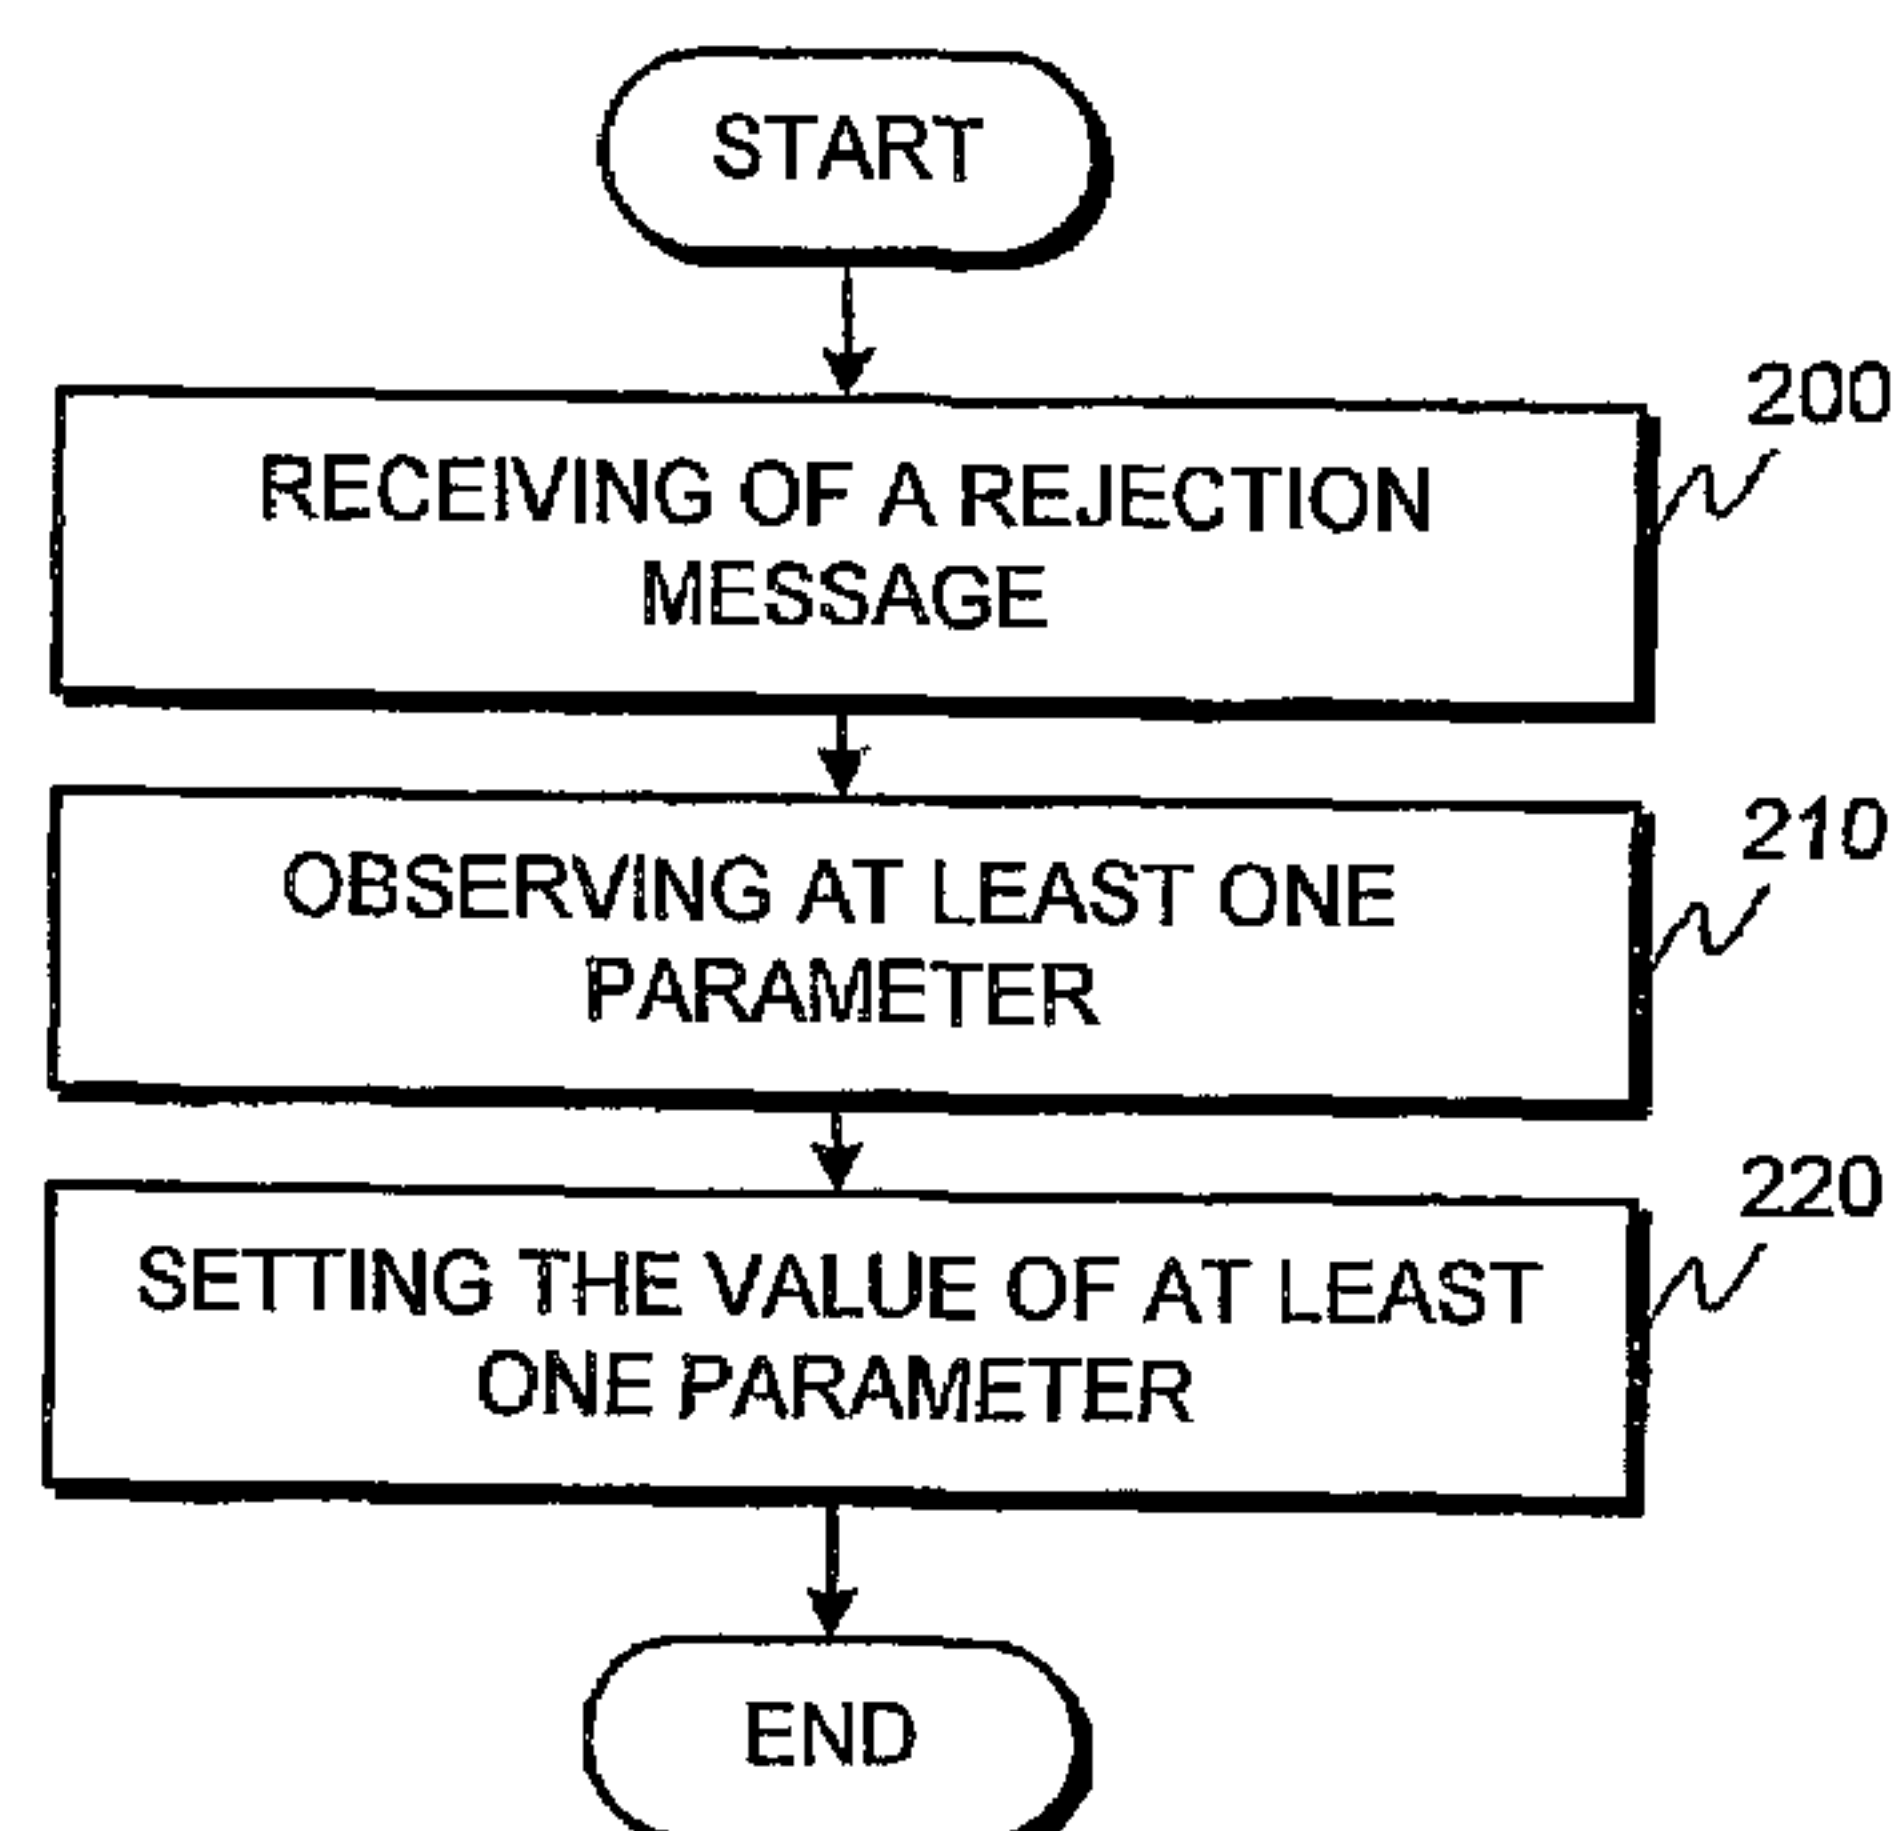 START
200
RECEIVING OF A REJECTION
MESSAGE
210
OBSERVING AT LEAST ONE
PARAMETER
220
SETTING THE VALUE OF AT LEAST
ONE PARAMETER
END